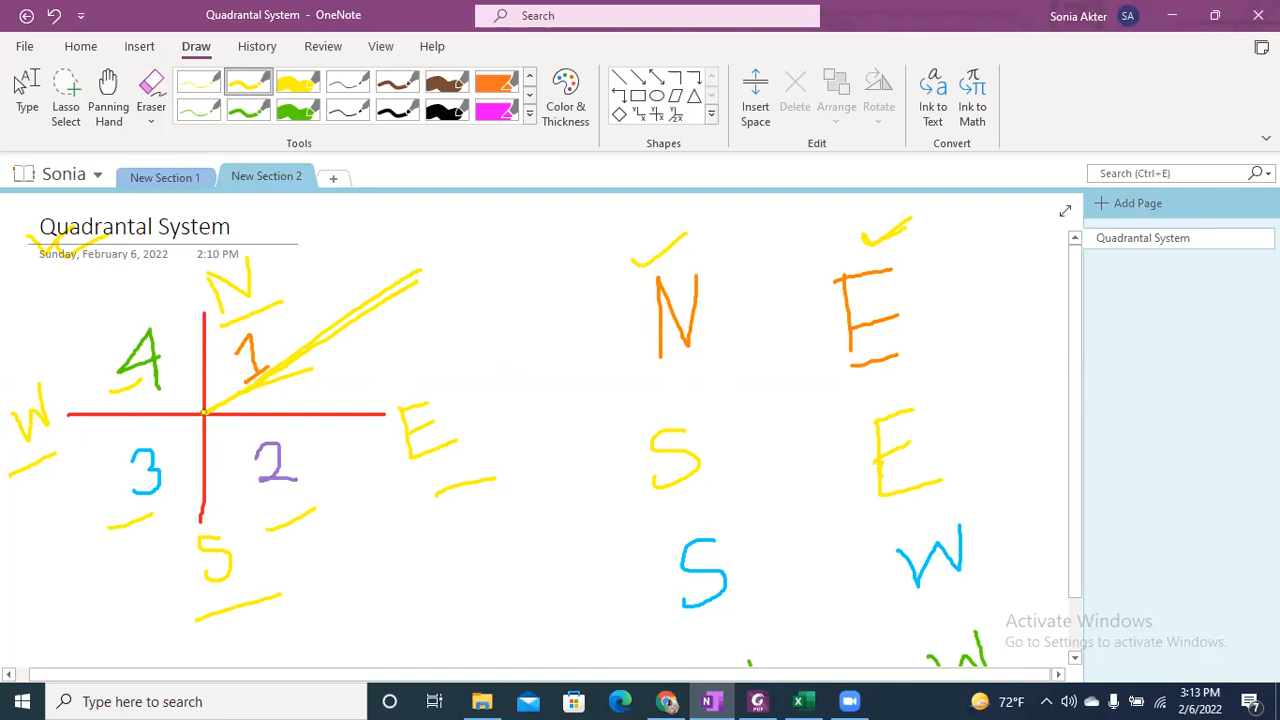 Quadrantal System - OneNote
Search
Sonia Akter SA
File Home Insert Draw History Review View Help
Type
Lasso Select
Panning Hand
Eraser
Color & Thickness
Insert Space
Delete
Arrange
Rotate
Ink to Text
Ink to Math
Tools Shapes Edit Convert
Sonia
New Section 1
New Section 2
Search (Ctrl+E)
Quadrantal System
Sunday, February 6, 2022 2:10 PM
Add Page
Quadrantal System
N
4 1
W E
3 2
S
N E
S E
S W
W
Activate Windows
Go to Settings to activate Windows.
Type here to search
72°F
3:13 PM
2/6/2022
7